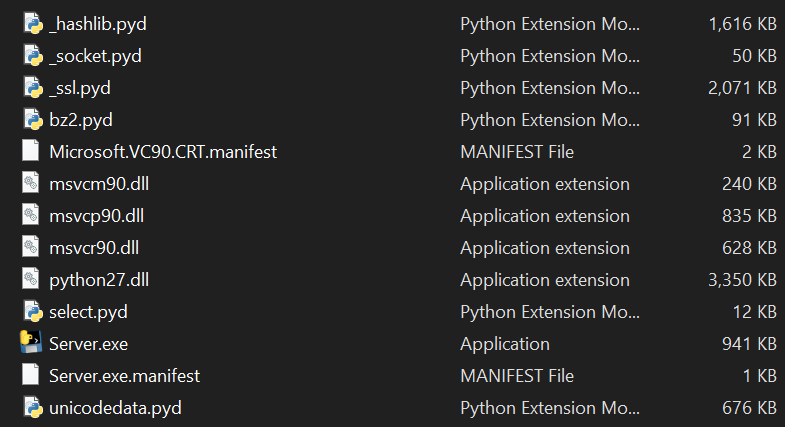 _hashlib.pyd Python Extension Mo... 1,616 KB
_socket.pyd Python Extension Mo... 50 KB
_ssl.pyd Python Extension Mo... 2,071 KB
bz2.pyd Python Extension Mo... 91 KB
Microsoft.VC90.CRT.manifest MANIFEST File 2 KB
msvcm90.dll Application extension 240 KB
msvcp90.dll Application extension 835 KB
msvcr90.dll Application extension 628 KB
python27.dll Application extension 3,350 KB
select.pyd Python Extension Mo... 12 KB
Server.exe Application 941 KB
Server.exe.manifest MANIFEST File 1 KB
unicodedata.pyd Python Extension Mo... 676 KB